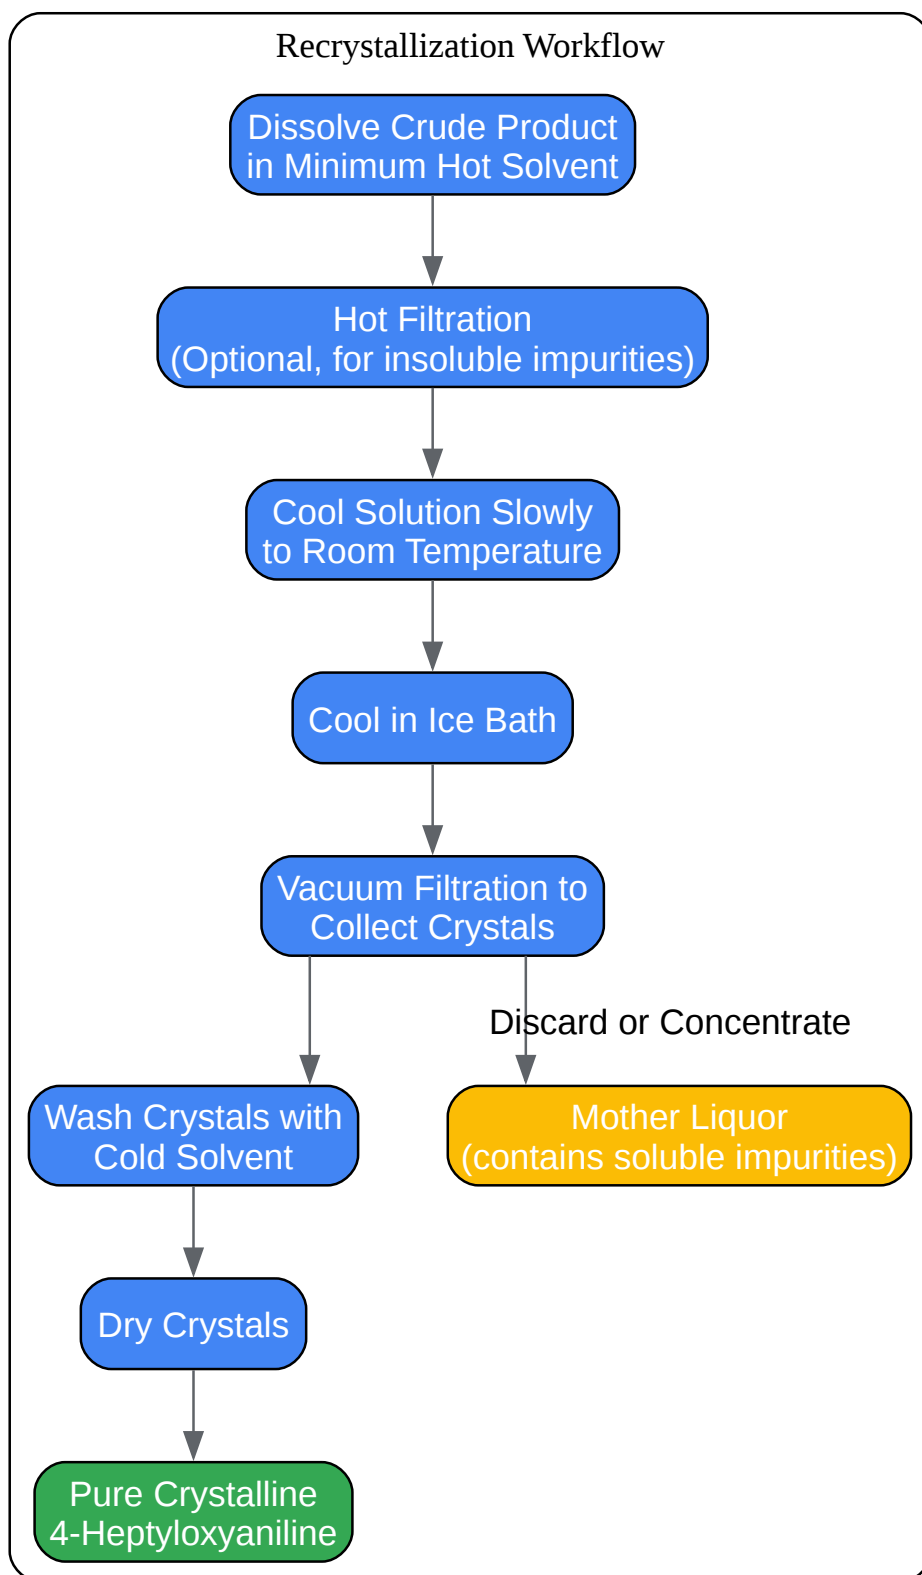 Recrystallization Workflow
Dissolve Crude Product
in Minimum Hot Solvent
Hot Filtration
(Optional, for insoluble impurities)
Cool Solution Slowly
to Room Temperature
Cool in Ice Bath
Vacuum Filtration to
Collect Crystals
Discard or Concentrate
Wash Crystals with
Cold Solvent
Mother Liquor
(contains soluble impurities)
Dry Crystals
Pure Crystalline
4-Heptyloxyaniline